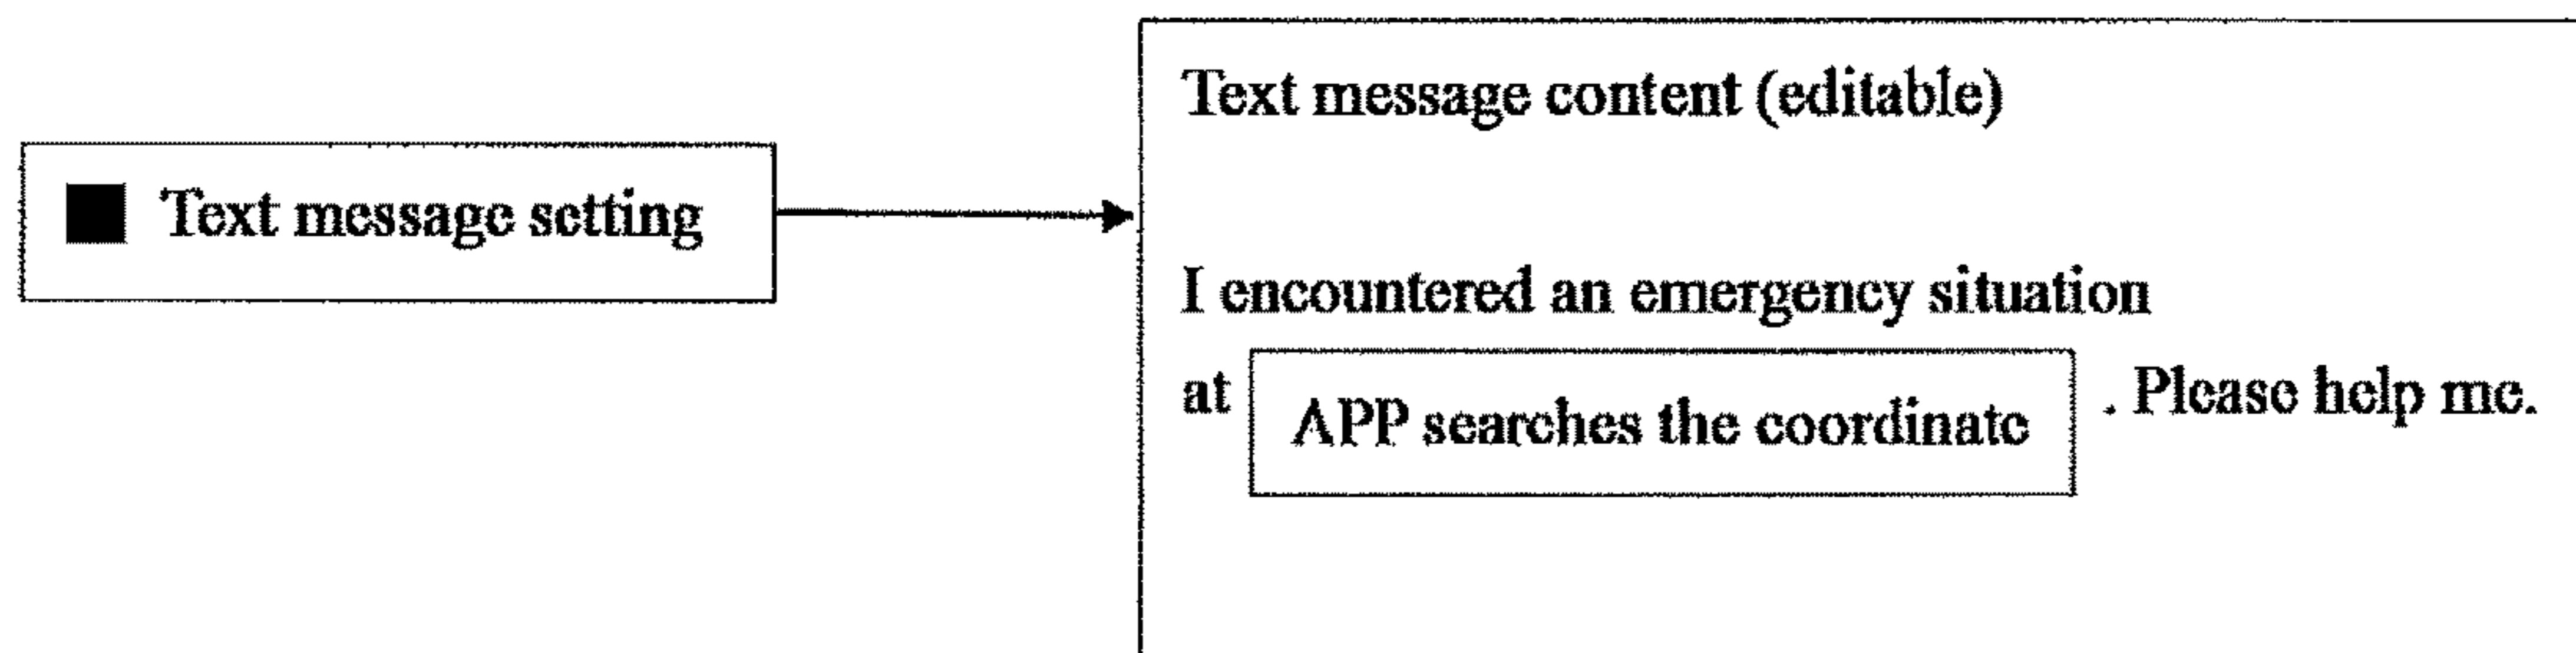 Text message setting
Text message content (editable)
I encountered an emergency situation
at APP searches the coordinate . Please help me.